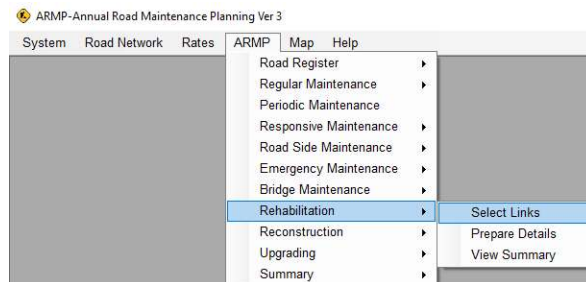 ARMP-Annual Road Maintenance Planning Ver 3
System Road Network Rates ARMP Map Help
Road Register
Regular Maintenance
Periodic Maintenance
Responsive Maintenance
Road Side Maintenance
Emergency Maintenance
Bridge Maintenance
Rehabilitation Select Links
Reconstruction Prepare Details
Upgrading View Summary
Summary